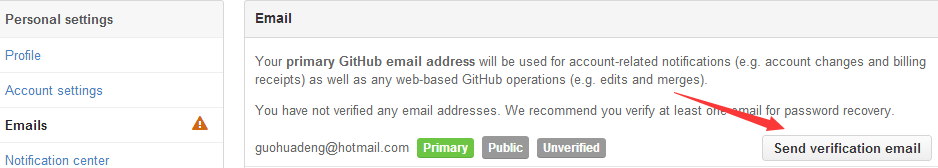 Personal settings
Profile
Account settings
Emails
Notification center
Email
Your primary GitHub email address will be used for account-related notifications (e.g. account changes and billing
receipts) as well as any web-based GitHub operations (e.g. edits and merges).
You have not verified any email addresses. We recommend you verify at least one email for password recovery.
guohuadeng@hotmail.com Primary Public Unverified Send verification email